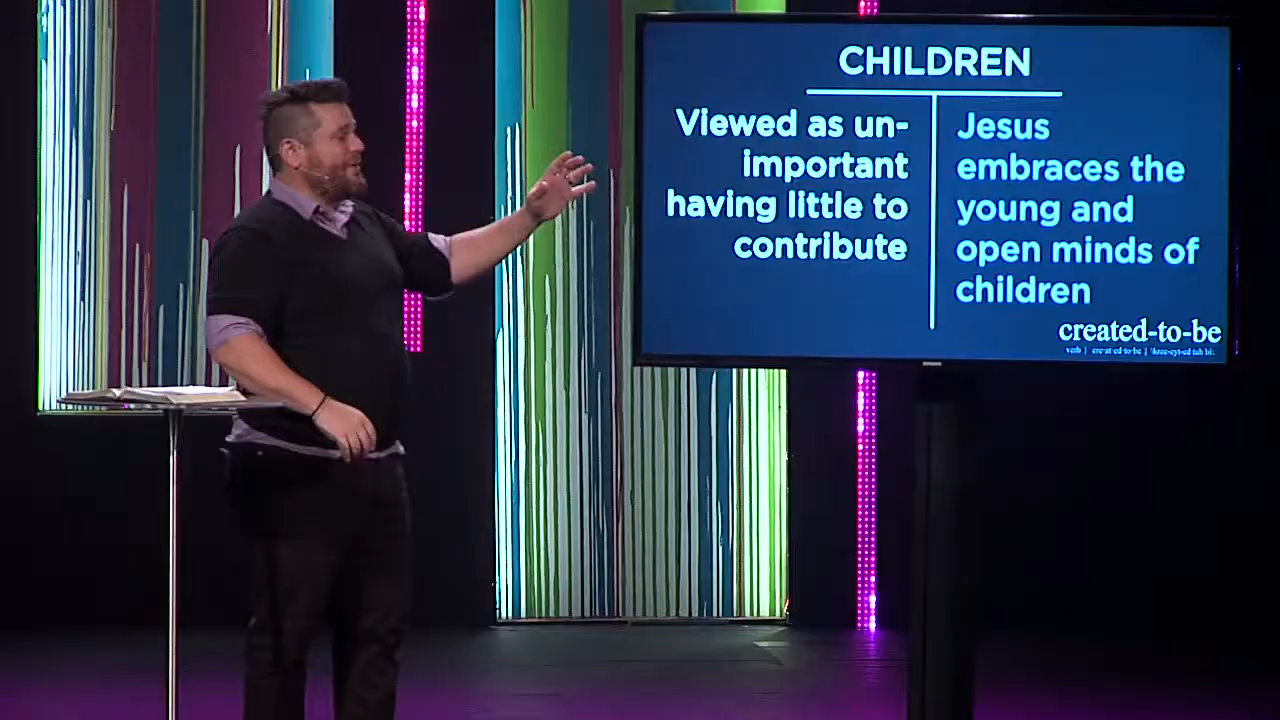 CHILDREN
Viewed as un-
important
having little to
contribute
Jesus
embraces the
young and
open minds of
children
created-to-be
verb |